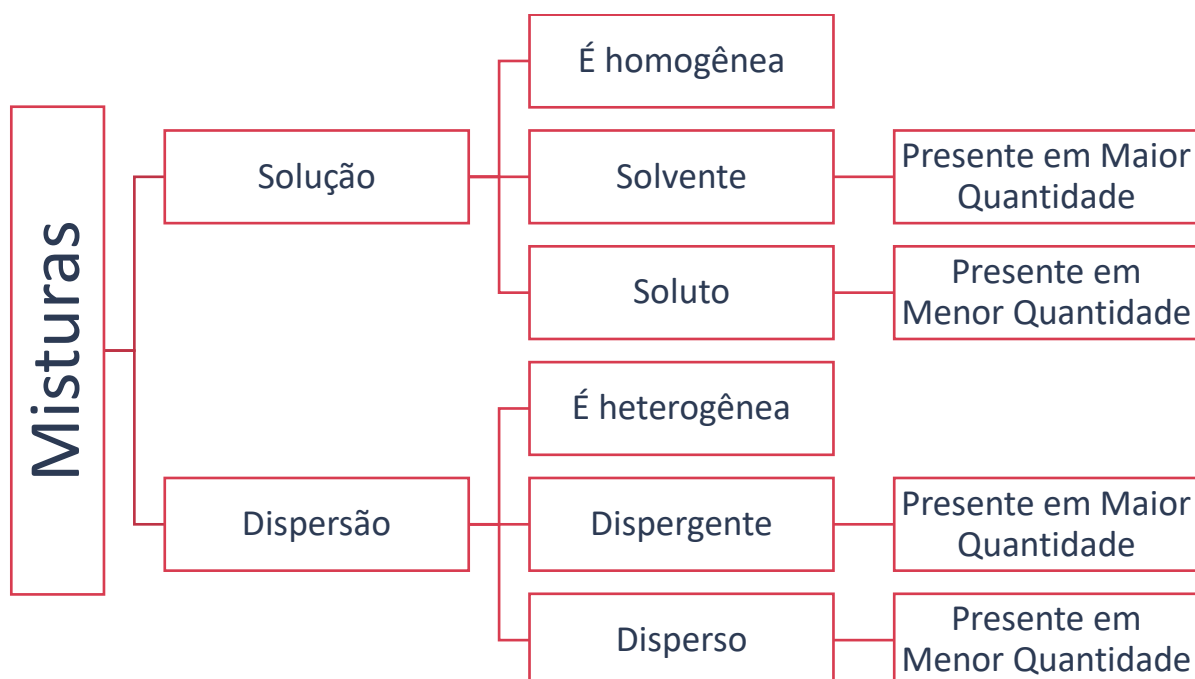 Misturas
Solução
É homogênea
Solvente
Presente em Maior
Quantidade
Soluto
Presente em
Menor Quantidade
Dispersão
É heterogênea
Dispergente
Presente em Maior
Quantidade
Disperso
Presente em
Menor Quantidade